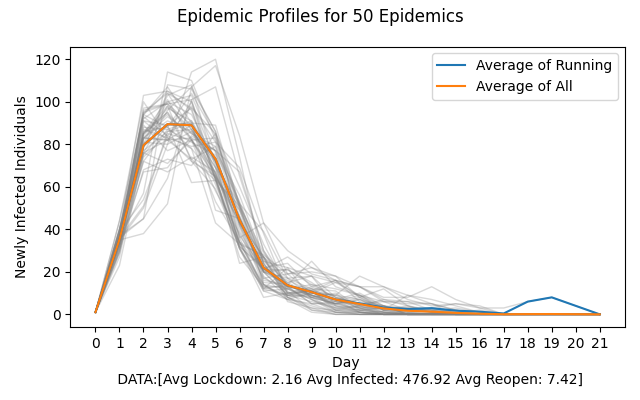 Epidemic Profiles for 50 Epidemics
Average of Running
Average of All
Newly Infected Individuals
120
100
80
60
40
20
0
0 1 2 3 4 5 6 7 8 9 10 11 12 13 14 15 16 17 18 19 20 21
Day
DATA:[Avg Lockdown: 2.16 Avg Infected: 476.92 Avg Reopen: 7.42]